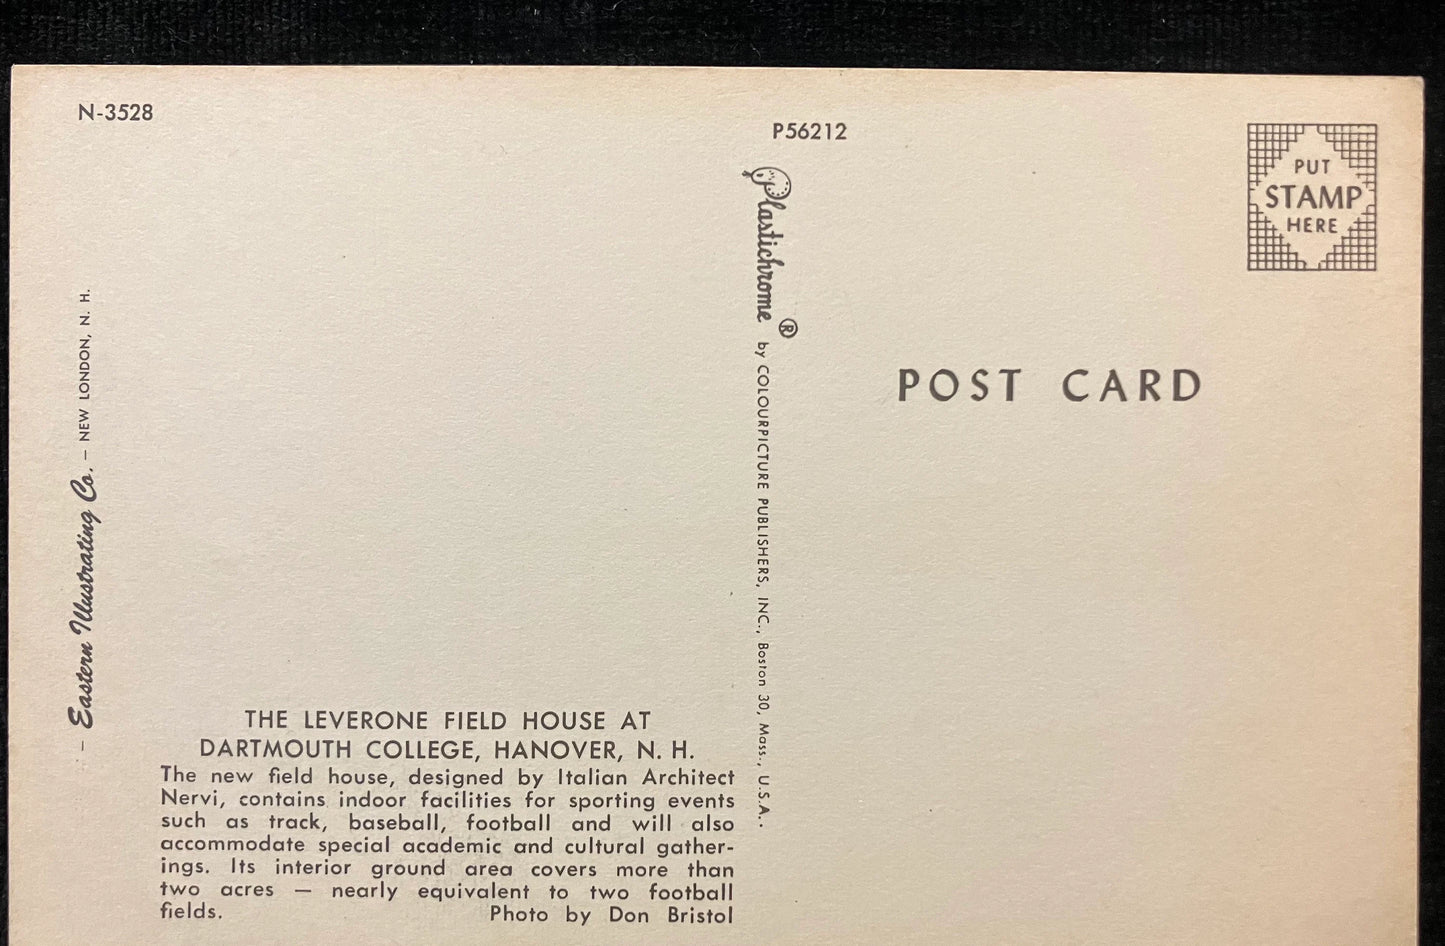 N-3528
P56212
PUT
STAMP
HERE
Plastichrome ® by COLOURPICTURE PUBLISHERS, INC., Boston 30, Mass., U.S.A..
POST CARD
— Eastern Illustrating Co. — NEW LONDON, N. H.
THE LEVERONE FIELD HOUSE AT
DARTMOUTH COLLEGE, HANOVER, N. H.
The new field house, designed by Italian Architect
Nervi, contains indoor facilities for sporting events
such as track, baseball, football and will also
accommodate special academic and cultural gather-
ings. Its interior ground area covers more than
two acres — nearly equivalent to two football
fields. Photo by Don Bristol